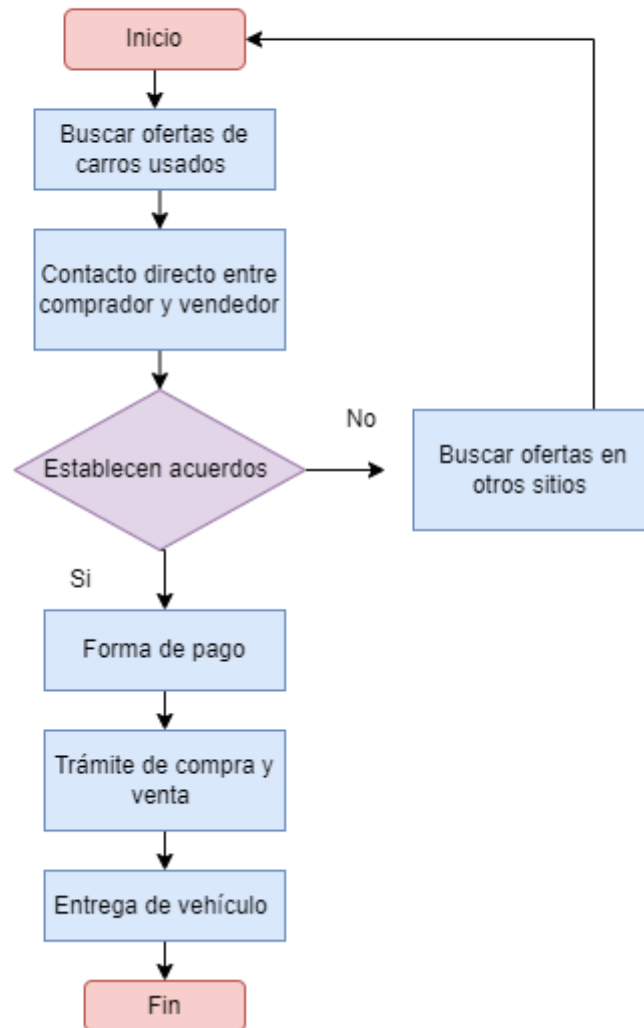 Inicio
Buscar ofertas de
carros usados
Contacto directo entre
comprador y vendedor
Establecen acuerdos
No
Buscar ofertas en
otros sitios
Si
Forma de pago
Trámite de compra y
venta
Entrega de vehículo
Fin